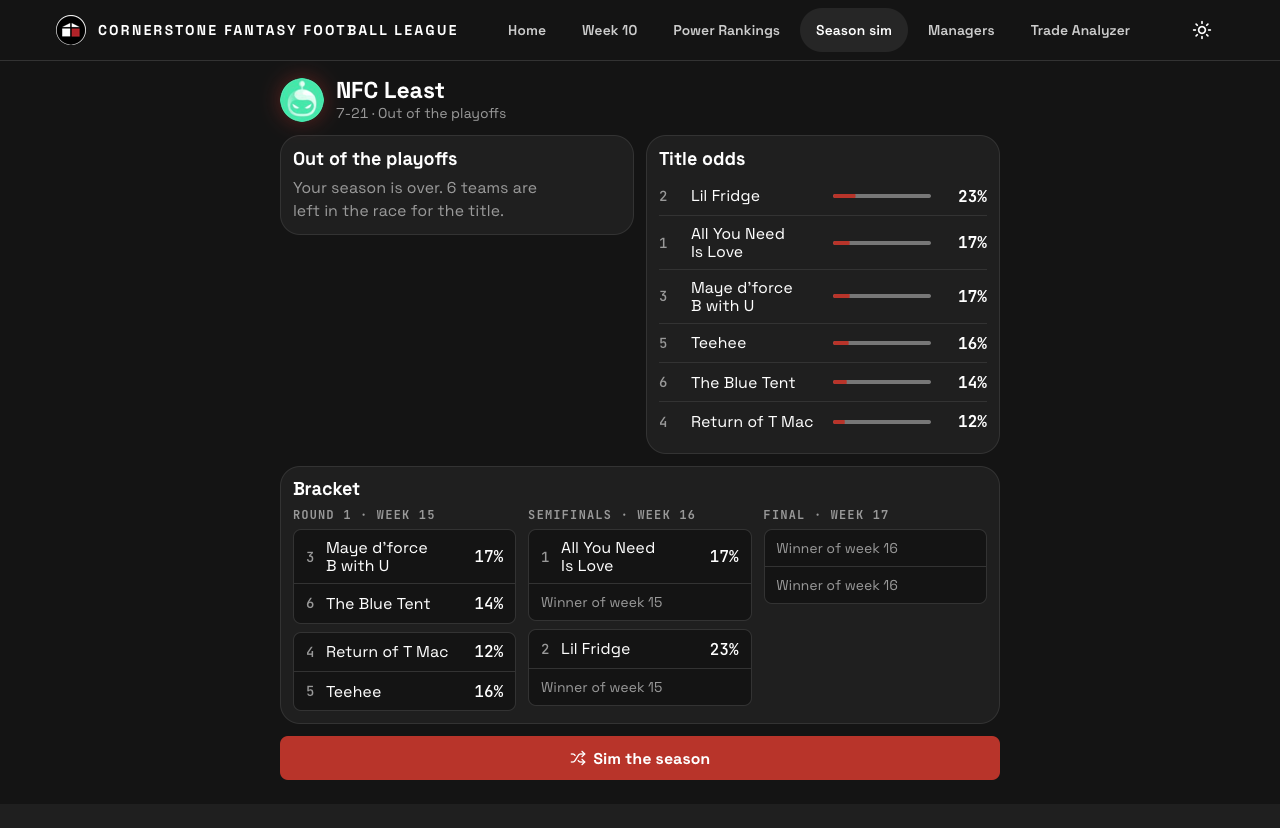 CORNERSTONE FANTASY FOOTBALL LEAGUE
Home
Week 10
Power Rankings
Season sim
Managers
Trade Analyzer
NFC Least
7-21 · Out of the playoffs
Out of the playoffs
Your season is over. 6 teams are
left in the race for the title.
Title odds
2 Lil Fridge 23%
1 All You Need
Is Love 17%
3 Maye d’force
B with U 17%
5 Teehee 16%
6 The Blue Tent 14%
4 Return of T Mac 12%
Bracket
ROUND 1 · WEEK 15
3 Maye d’force
B with U 17%
6 The Blue Tent 14%
4 Return of T Mac 12%
5 Teehee 16%
SEMIFINALS · WEEK 16
1 All You Need
Is Love 17%
Winner of week 15
2 Lil Fridge 23%
Winner of week 15
FINAL · WEEK 17
Winner of week 16
Winner of week 16
Sim the season